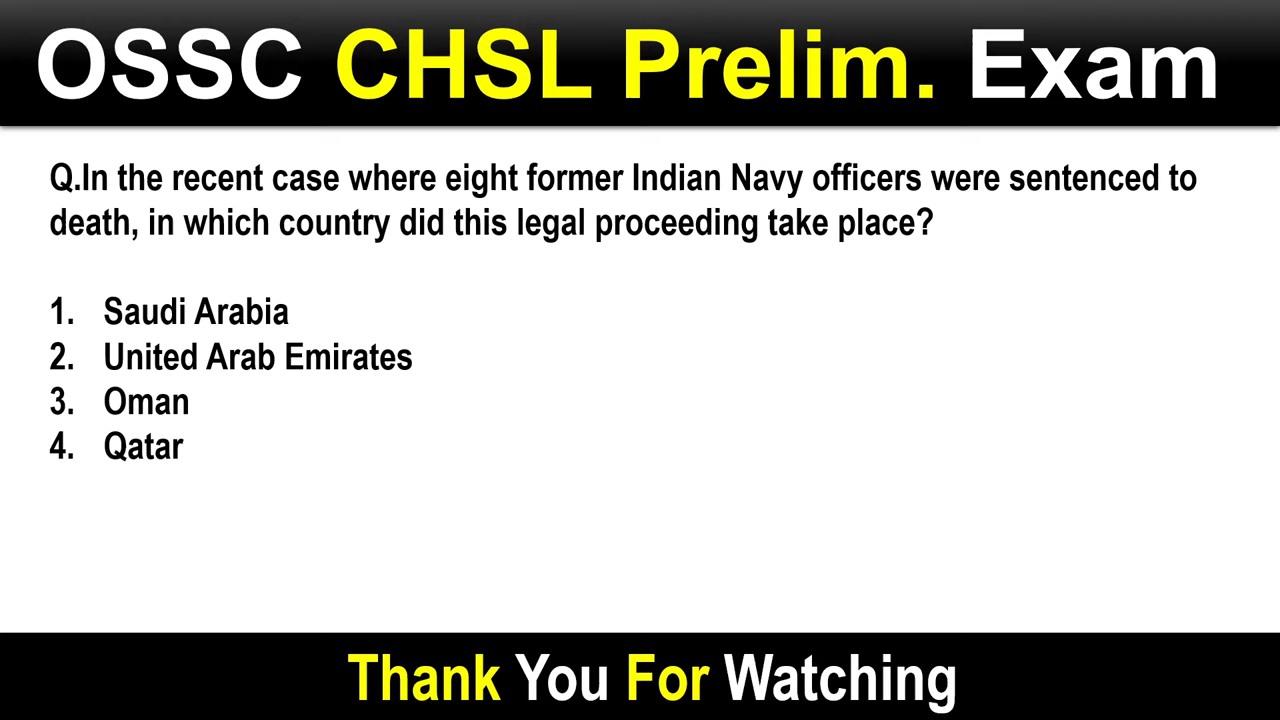 OSSC CHSL Prelim. Exam
Q.In the recent case where eight former Indian Navy officers were sentenced to
death, in which country did this legal proceeding take place?
1. Saudi Arabia
2. United Arab Emirates
3. Oman
4. Qatar
Thank You For Watching